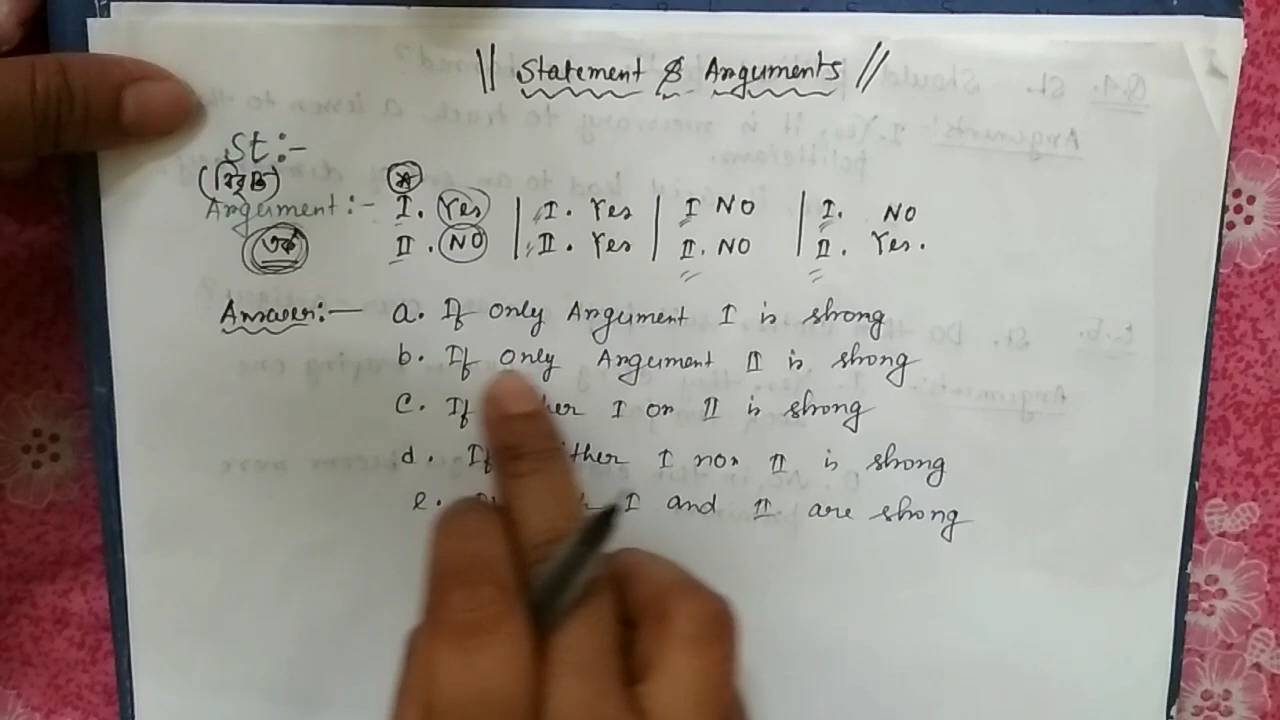 || Statement & Arguments //
St:-
(বিবৃতি)
Argument:- I. Yes | I. Yes | I NO | I. NO
তর্ক II. NO | II. Yes | II. NO | II. Yes.
Answer:- a. If only Argument I is strong
b. If only Argument II is strong
c. If I or II is strong
d. If I nor II is strong
e. I and II are strong